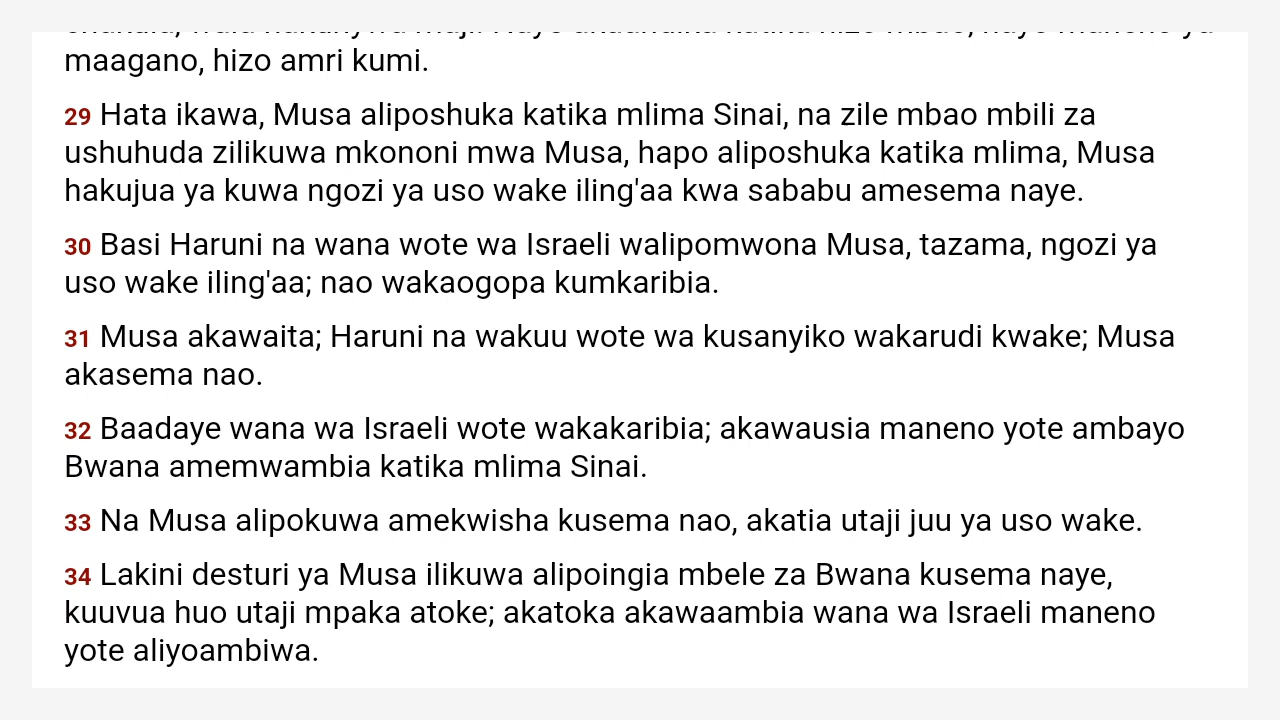 maagano, hizo amri kumi.
29 Hata ikawa, Musa aliposhuka katika mlima Sinai, na zile mbao mbili za
ushuhuda zilikuwa mkononi mwa Musa, hapo aliposhuka katika mlima, Musa
hakujua ya kuwa ngozi ya uso wake iling'aa kwa sababu amesema naye.
30 Basi Haruni na wana wote wa Israeli walipomwona Musa, tazama, ngozi ya
uso wake iling'aa; nao wakaogopa kumkaribia.
31 Musa akawaita; Haruni na wakuu wote wa kusanyiko wakarudi kwake; Musa
akasema nao.
32 Baadaye wana wa Israeli wote wakakaribia; akawausia maneno yote ambayo
Bwana amemwambia katika mlima Sinai.
33 Na Musa alipokuwa amekwisha kusema nao, akatia utaji juu ya uso wake.
34 Lakini desturi ya Musa ilikuwa alipoingia mbele za Bwana kusema naye,
kuuvua huo utaji mpaka atoke; akatoka akawaambia wana wa Israeli maneno
yote aliyoambiwa.